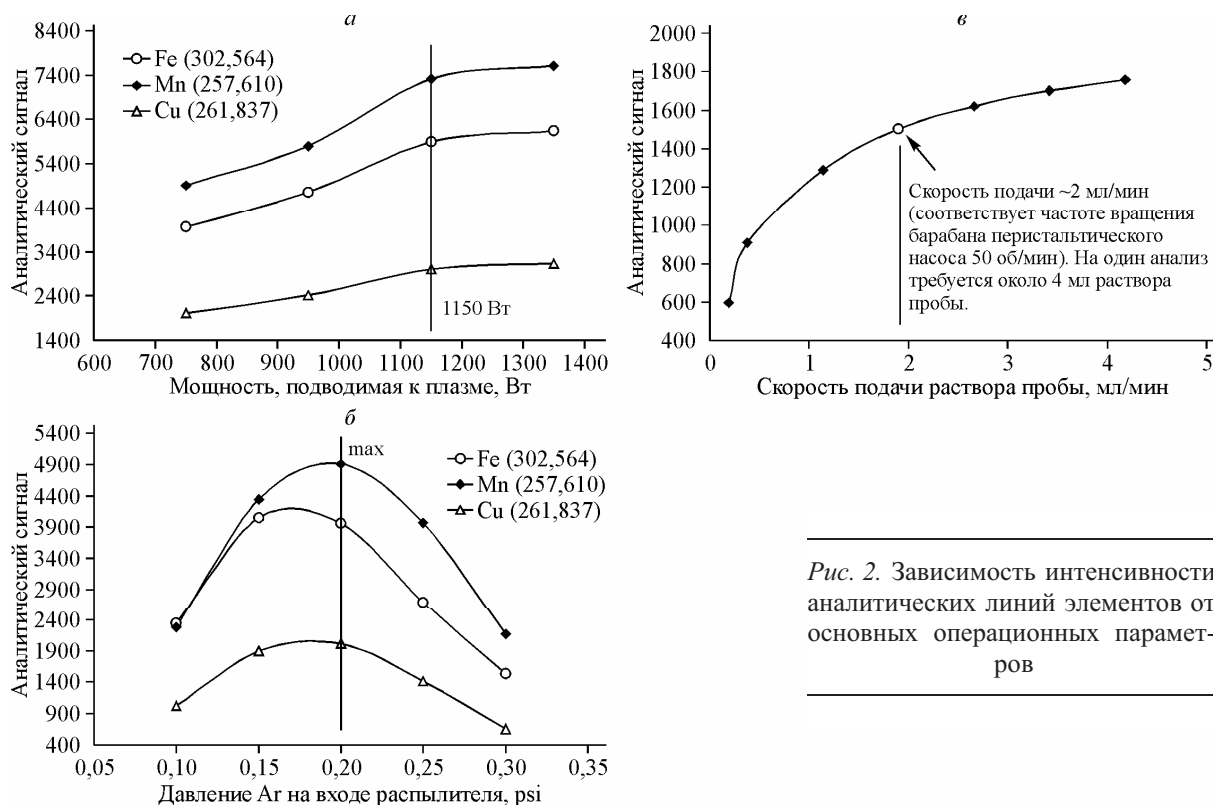 а
Аналитический сигнал
8400
7400
6400
5400
4400
3400
2400
1400
Fe (302,564)
Mn (257,610)
Cu (261,837)
1150 Вт
600 700 800 900 1000 1100 1200 1300 1400
Мощность, подводимая к плазме, Вт
в
Аналитический сигнал
2000
1800
1600
1400
1200
1000
800
600
400
Скорость подачи ~2 мл/мин
(соответствует частоте вращения
барабана перистальтического
насоса 50 об/мин). На один анализ
требуется около 4 мл раствора
пробы.
0 1 2 3 4 5
Скорость подачи раствора пробы, мл/мин
б
Аналитический сигнал
5400
4900
4400
3900
3400
2900
2400
1900
1400
900
400
max
Fe (302,564)
Mn (257,610)
Cu (261,837)
0,05 0,10 0,15 0,20 0,25 0,30 0,35
Давление Ar на входе распылителя, psi
Рис. 2. Зависимость интенсивности
аналитических линий элементов от
основных операционных парамет-
ров